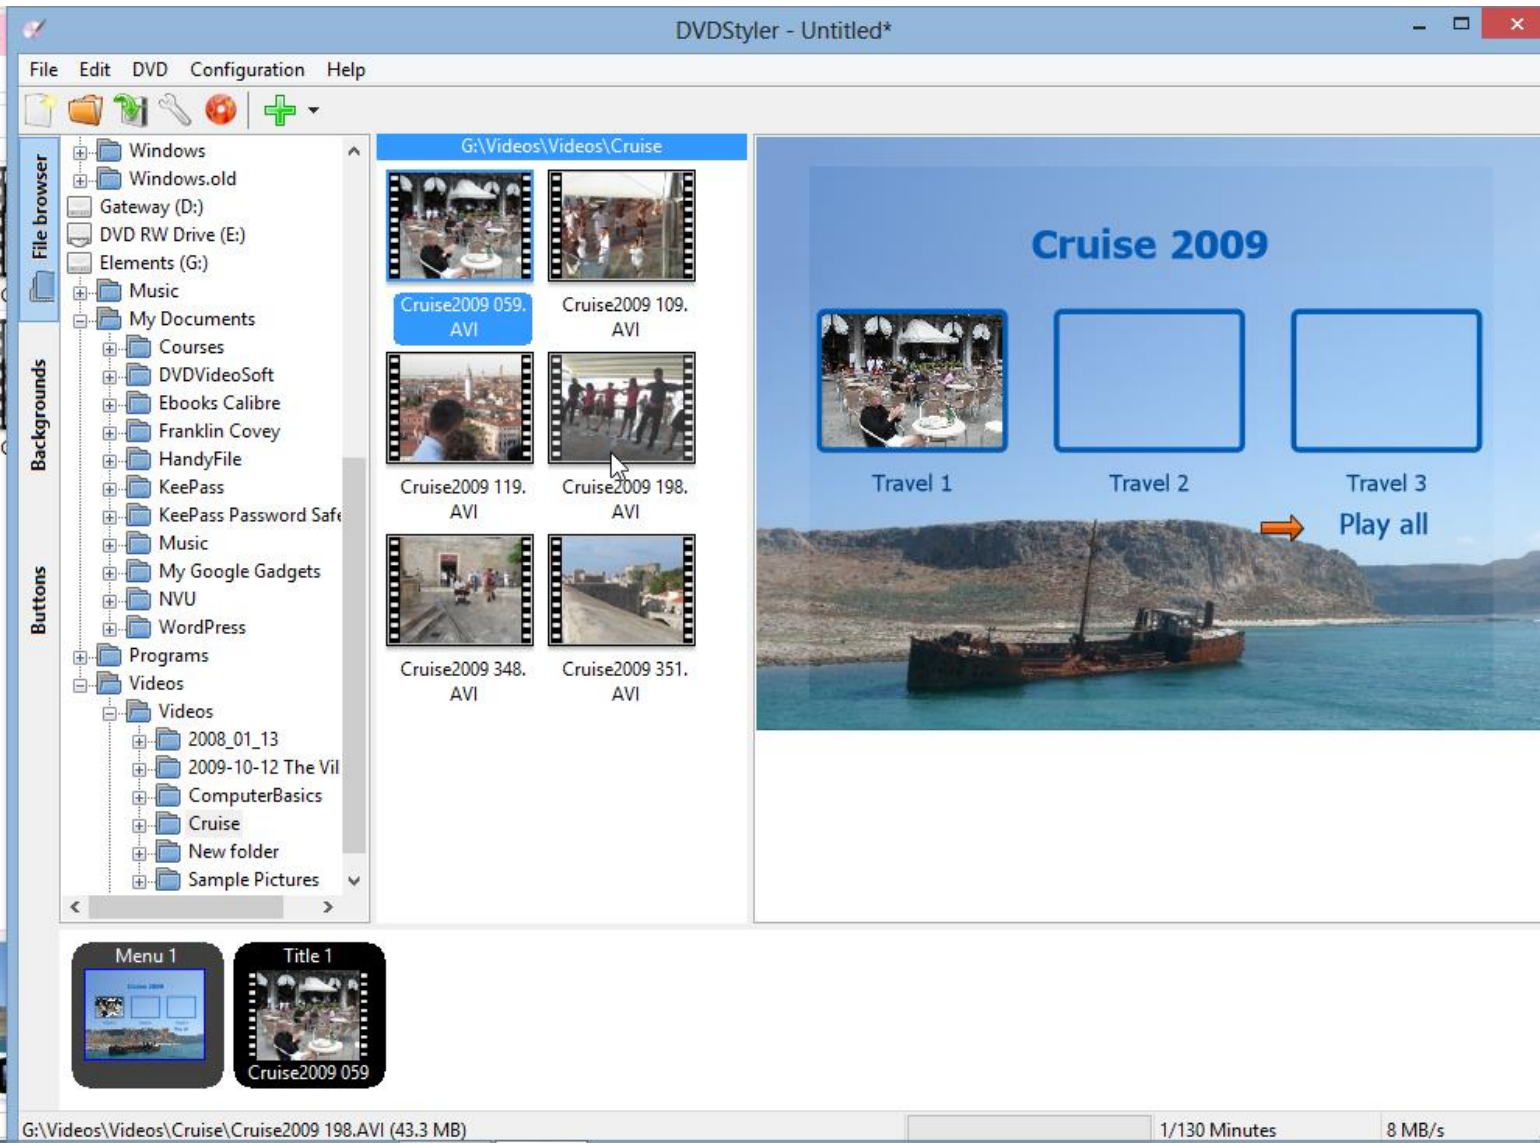 DVDStyler - Untitled*
File Edit DVD Configuration Help
File browser
Backgrounds
Buttons
Windows
Windows.old
Gateway (D:)
DVD RW Drive (E:)
Elements (G:)
Music
My Documents
Courses
DVDVideoSoft
Ebooks Calibre
Franklin Covey
HandyFile
KeePass
KeePass Password Safe
Music
My Google Gadgets
NVU
WordPress
Programs
Videos
Videos
2008_01_13
2009-10-12 The Vil
ComputerBasics
Cruise
New folder
Sample Pictures
G:\Videos\Videos\Cruise
Cruise2009 059.
AVI
Cruise2009 109.
AVI
Cruise2009 119.
AVI
Cruise2009 198.
AVI
Cruise2009 348.
AVI
Cruise2009 351.
AVI
Cruise 2009
Travel 1
Travel 2
Travel 3
Play all
Menu 1
Cruise 2009
Title 1
Cruise2009 059
G:\Videos\Videos\Cruise\Cruise2009 198.AVI (43.3 MB)
1/130 Minutes
8 MB/s